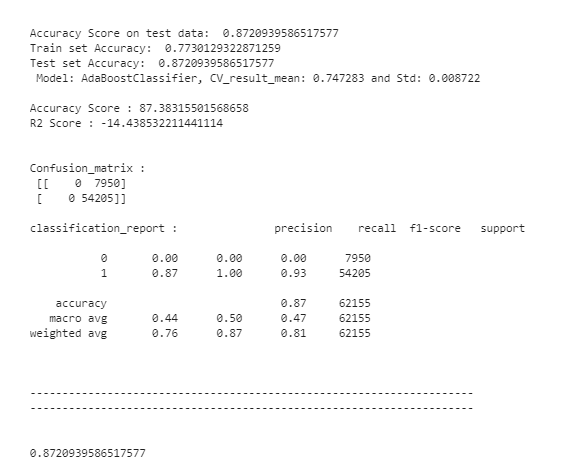 Accuracy Score on test data:  0.8720939586517577
Train set Accuracy:  0.7730129322871259
Test set Accuracy:  0.8720939586517577
 Model: AdaBoostClassifier, CV_result_mean: 0.747283 and Std: 0.008722
Accuracy Score : 87.38315501568658
R2 Score : -14.438532211441114
Confusion_matrix :
 [[    0  7950]
 [    0 54205]]
classification_report :               precision    recall  f1-score   support
           0       0.00      0.00      0.00      7950
           1       0.87      1.00      0.93     54205
    accuracy                           0.87     62155
   macro avg       0.44      0.50      0.47     62155
weighted avg       0.76      0.87      0.81     62155
----------------------------------------------------------------------
----------------------------------------------------------------------
0.8720939586517577